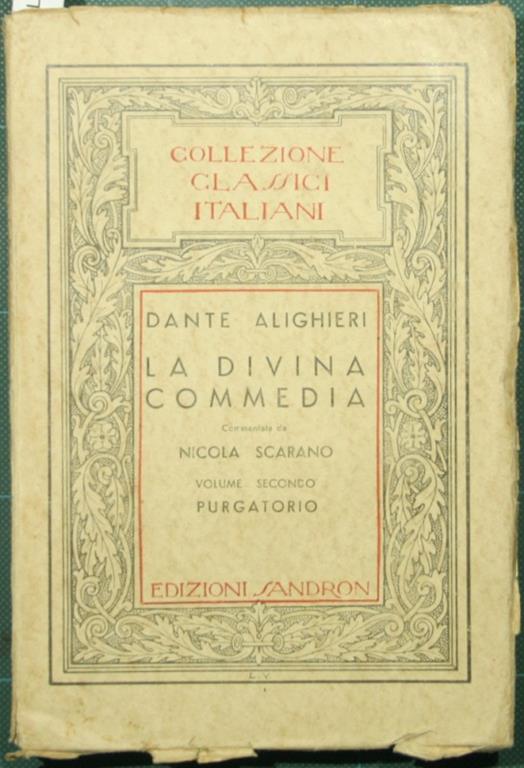 COLLEZIONE
CLASSICI
ITALIANI
DANTE ALIGHIERI
LA DIVINA
COMMEDIA
Commentata da
NICOLA SCARANO
VOLUME SECONDO
PURGATORIO
EDIZIONI SANDRON
L.V.